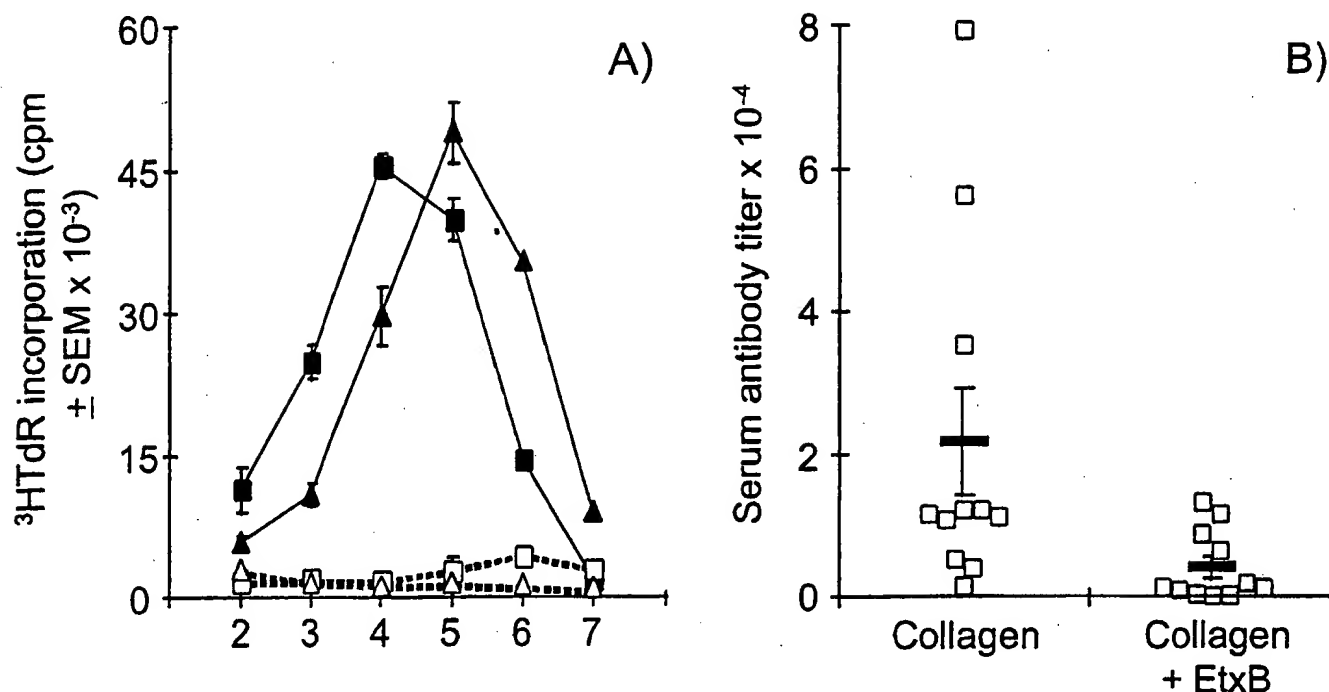 A)
³HTdR incorporation (cpm
± SEM x 10⁻³)
60
45
30
15
0
2 3 4 5 6 7
B)
Serum antibody titer x 10⁻⁴
8
6
4
2
0
Collagen
Collagen
+ EtxB